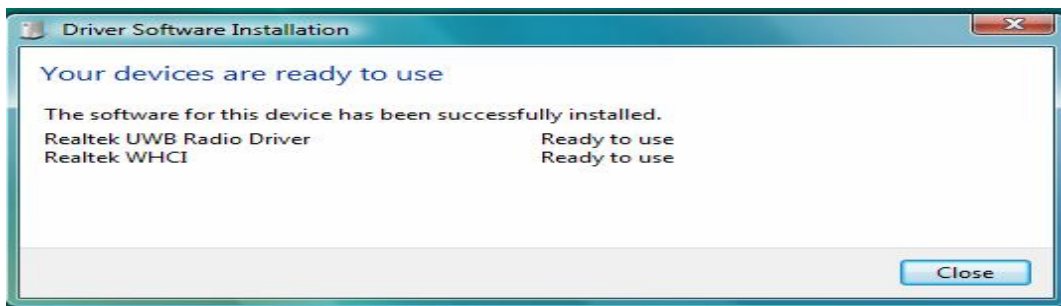 Driver Software Installation
Your devices are ready to use
The software for this device has been successfully installed.
Realtek UWB Radio Driver Ready to use
Realtek WHCI Ready to use
Close